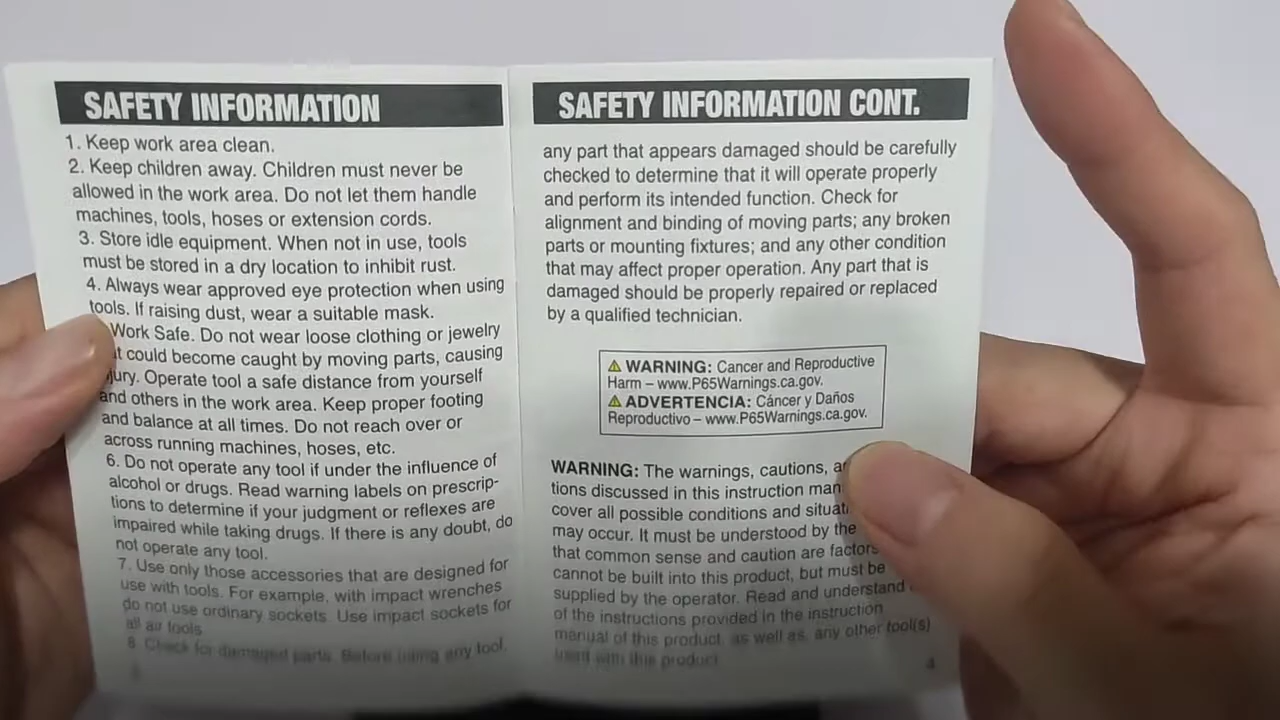 SAFETY INFORMATION
1. Keep work area clean.
2. Keep children away. Children must never be
allowed in the work area. Do not let them handle
machines, tools, hoses or extension cords.
3. Store idle equipment. When not in use, tools
must be stored in a dry location to inhibit rust.
4. Always wear approved eye protection when using
tools. If raising dust, wear a suitable mask.
Work Safe. Do not wear loose clothing or jewelry
could become caught by moving parts, causing
jury. Operate tool a safe distance from yourself
and others in the work area. Keep proper footing
and balance at all times. Do not reach over or
across running machines, hoses, etc.
6. Do not operate any tool if under the influence of
alcohol or drugs. Read warning labels on prescrip-
tions to determine if your judgment or reflexes are
impaired while taking drugs. If there is any doubt, do
not operate any tool.
7. Use only those accessories that are designed for
use with tools. For example, with impact wrenches
do not use ordinary sockets. Use impact sockets for
all air tools
8. Check for damaged parts. Before using any tool,
SAFETY INFORMATION CONT.
any part that appears damaged should be carefully
checked to determine that it will operate properly
and perform its intended function. Check for
alignment and binding of moving parts; any broken
parts or mounting fixtures; and any other condition
that may affect proper operation. Any part that is
damaged should be properly repaired or replaced
by a qualified technician.
⚠ WARNING: Cancer and Reproductive
Harm – www.P65Warnings.ca.gov.
⚠ ADVERTENCIA: Cáncer y Daños
Reproductivo – www.P65Warnings.ca.gov.
WARNING: The warnings, cautions,
tions discussed in this instruction man
cover all possible conditions and situat
may occur. It must be understood by the
that common sense and caution are factors
cannot be built into this product, but must be
supplied by the operator. Read and understand
of the instructions provided in the instruction
manual of this product, as well as, any other tool(s)
used with this product.
4